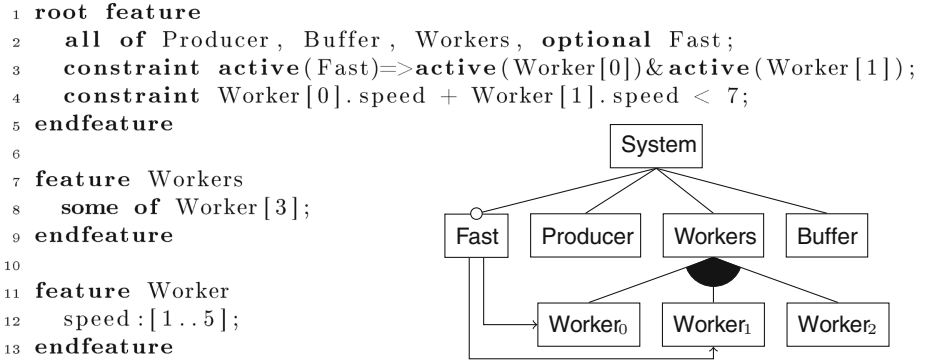 1 root feature
2 all of Producer, Buffer, Workers, optional Fast;
3 constraint active(Fast)=>active(Worker[0])&active(Worker[1]);
4 constraint Worker[0].speed + Worker[1].speed < 7;
5 endfeature
6
7 feature Workers
8 some of Worker[3];
9 endfeature
10
11 feature Worker
12 speed:[1..5];
13 endfeature
System
Fast Producer Workers Buffer
Worker₀ Worker₁ Worker₂